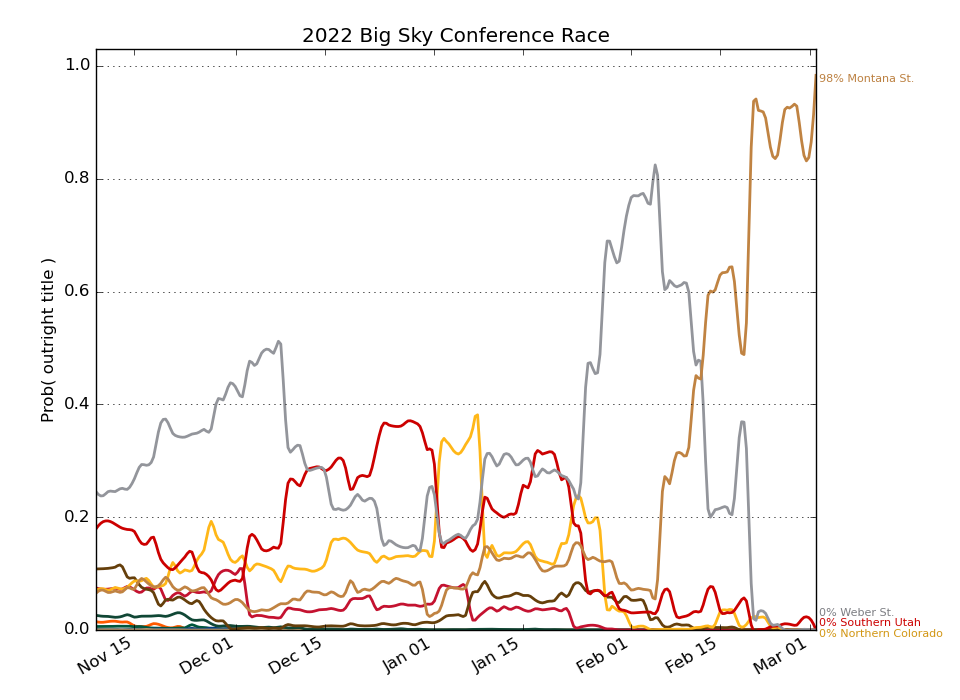 2022 Big Sky Conference Race
Prob( outright title )
1.0
0.8
0.6
0.4
0.2
0.0
Nov 15
Dec 01
Dec 15
Jan 01
Jan 15
Feb 01
Feb 15
Mar 01
98% Montana St.
0% Weber St.
0% Southern Utah
0% Northern Colorado